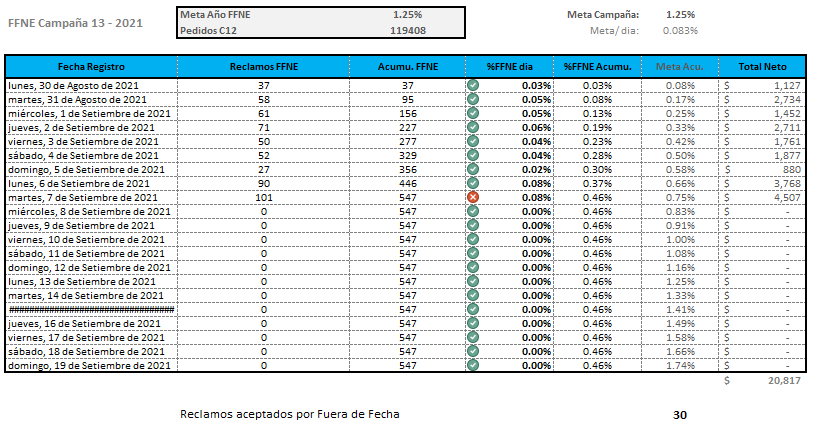 FFNE Campaña 13 - 2021
Meta Año FFNE 1.25%
Pedidos C12 119408
Meta Campaña: 1.25%
Meta/dia: 0.083%
Fecha Registro Reclamos FFNE Acumu. FFNE %FFNE dia %FFNE Acumu. Meta Acu. Total Neto
lunes, 30 de Agosto de 2021 37 37 0.03% 0.03% 0.08% $ 1,127
martes, 31 de Agosto de 2021 58 95 0.05% 0.08% 0.17% $ 2,734
miércoles, 1 de Setiembre de 2021 61 156 0.05% 0.13% 0.25% $ 1,452
jueves, 2 de Setiembre de 2021 71 227 0.06% 0.19% 0.33% $ 2,711
viernes, 3 de Setiembre de 2021 50 277 0.04% 0.23% 0.42% $ 1,761
sábado, 4 de Setiembre de 2021 52 329 0.04% 0.28% 0.50% $ 1,877
domingo, 5 de Setiembre de 2021 27 356 0.02% 0.30% 0.58% $ 880
lunes, 6 de Setiembre de 2021 90 446 0.08% 0.37% 0.66% $ 3,768
martes, 7 de Setiembre de 2021 101 547 0.08% 0.46% 0.75% $ 4,507
miércoles, 8 de Setiembre de 2021 0 547 0.00% 0.46% 0.83% $ -
jueves, 9 de Setiembre de 2021 0 547 0.00% 0.46% 0.91% $ -
viernes, 10 de Setiembre de 2021 0 547 0.00% 0.46% 1.00% $ -
sábado, 11 de Setiembre de 2021 0 547 0.00% 0.46% 1.08% $ -
domingo, 12 de Setiembre de 2021 0 547 0.00% 0.46% 1.16% $ -
lunes, 13 de Setiembre de 2021 0 547 0.00% 0.46% 1.25% $ -
martes, 14 de Setiembre de 2021 0 547 0.00% 0.46% 1.33% $ -
################################# 0 547 0.00% 0.46% 1.41% $ -
jueves, 16 de Setiembre de 2021 0 547 0.00% 0.46% 1.49% $ -
viernes, 17 de Setiembre de 2021 0 547 0.00% 0.46% 1.58% $ -
sábado, 18 de Setiembre de 2021 0 547 0.00% 0.46% 1.66% $ -
domingo, 19 de Setiembre de 2021 0 547 0.00% 0.46% 1.74% $ -
$ 20,817
Reclamos aceptados por Fuera de Fecha 30